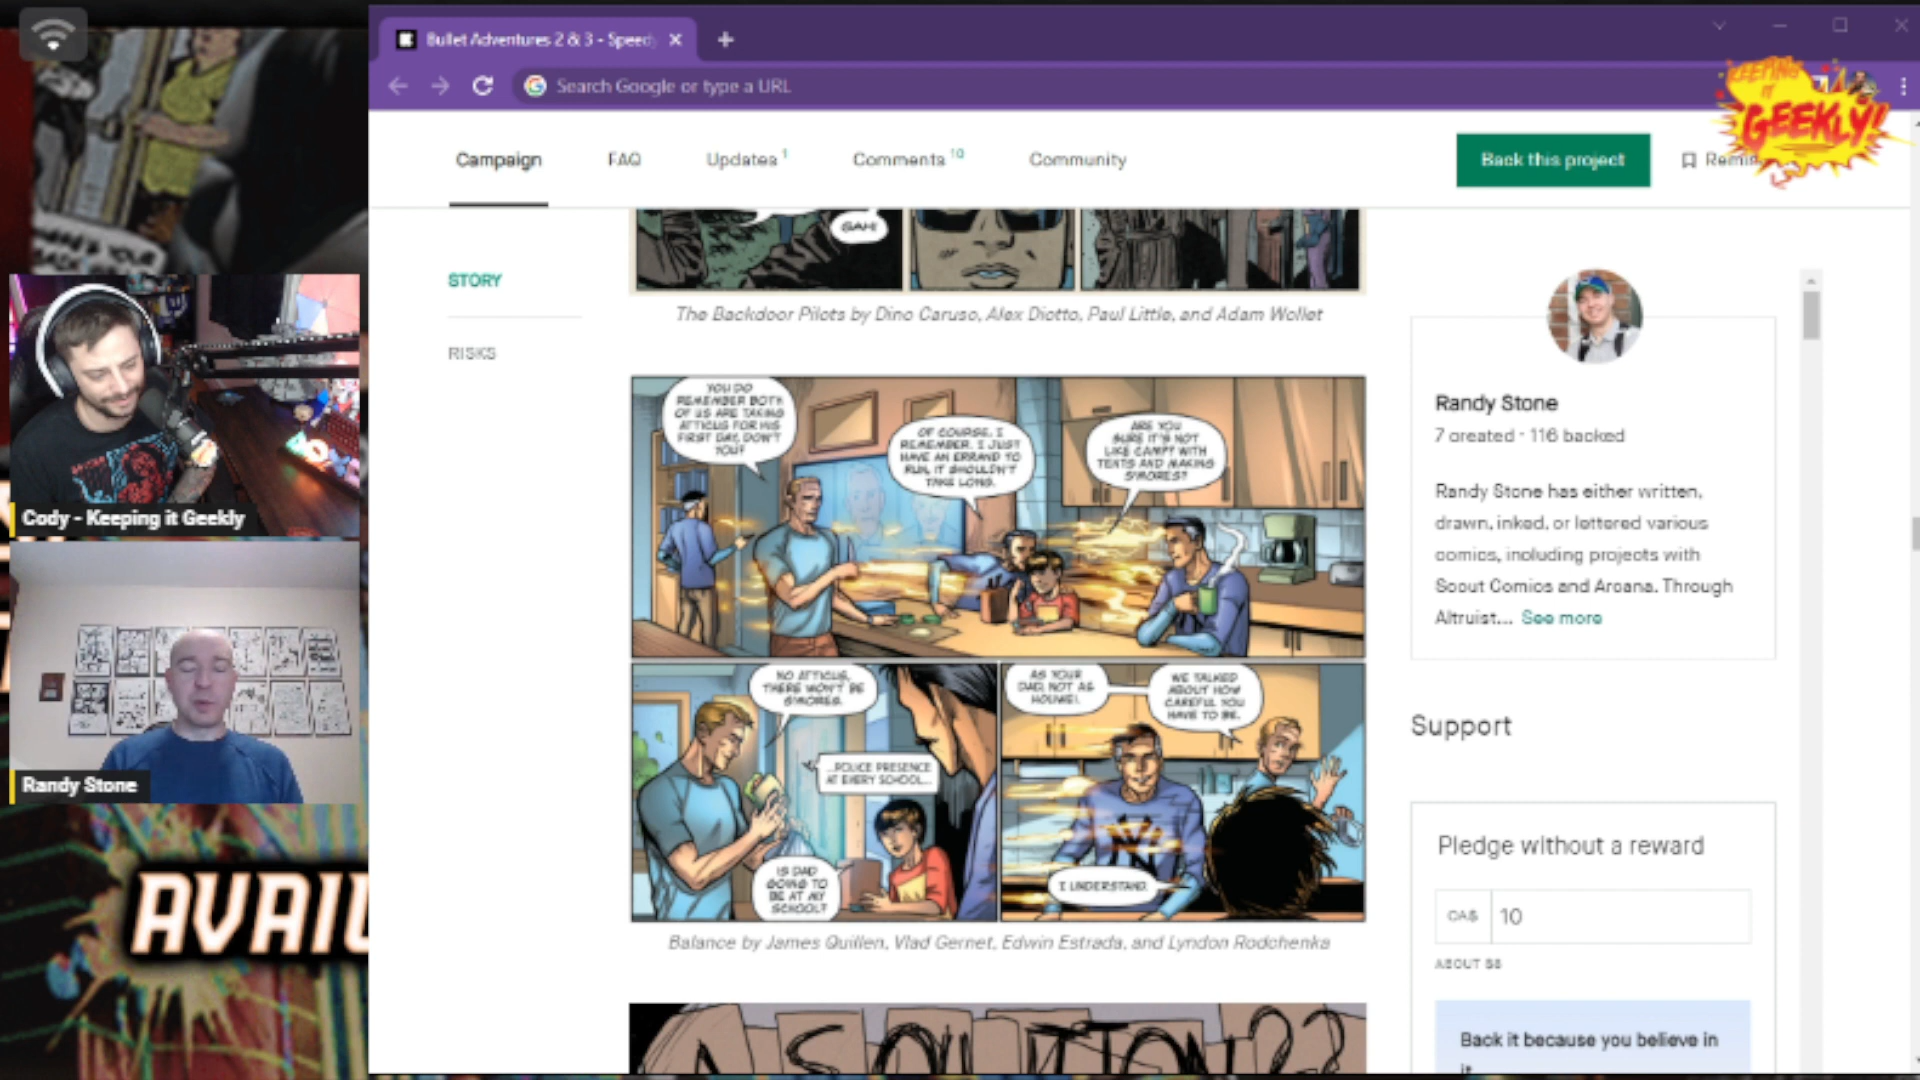 Bullet Adventures 2 & 3 - Speed
Search Google or type a URL
KEEPING
IT
GEEKLY!
Campaign
FAQ
Updates 1
Comments 10
Community
Back this project
STORY
RISKS
GAH!
The Backdoor Pilots by Dino Caruso, Alex Diotto, Paul Little, and Adam Wollet
YOU DO
REMEMBER BOTH
OF US ARE TAKING
ATTICUS FOR HIS
FIRST DAY, DON'T
YOU?
OF COURSE, I
REMEMBER. I JUST
HAVE AN ERRAND TO
RUN, IT SHOULDN'T
TAKE LONG.
ARE YOU
SURE IT'S NOT
LIKE CAMP? WITH
TENTS AND MAKING
S'MORES?
NO ATTICUS,
THERE WON'T BE
S'MORES.
...POLICE PRESENCE
AT EVERY SCHOOL...
IS DAD
GOING TO
BE AT MY
SCHOOL?
AS YOUR
DAD, NOT AS
WE TALKED
ABOUT HOW
CAREFUL YOU
HAVE TO BE.
I UNDERSTAND.
Balance by James Quillen, Vlad Gernet, Edwin Estrada, and Lyndon Radchenka
A SOLUTION??
Randy Stone
7 created · 116 backed
Randy Stone has either written,
drawn, inked, or lettered various
comics, including projects with
Scout Comics and Arcana. Through
Altruist... See more
Support
Pledge without a reward
CA$ 10
ABOUT $8
Back it because you believe in
it.
Cody - Keeping it Geekly
Randy Stone
AVAIL